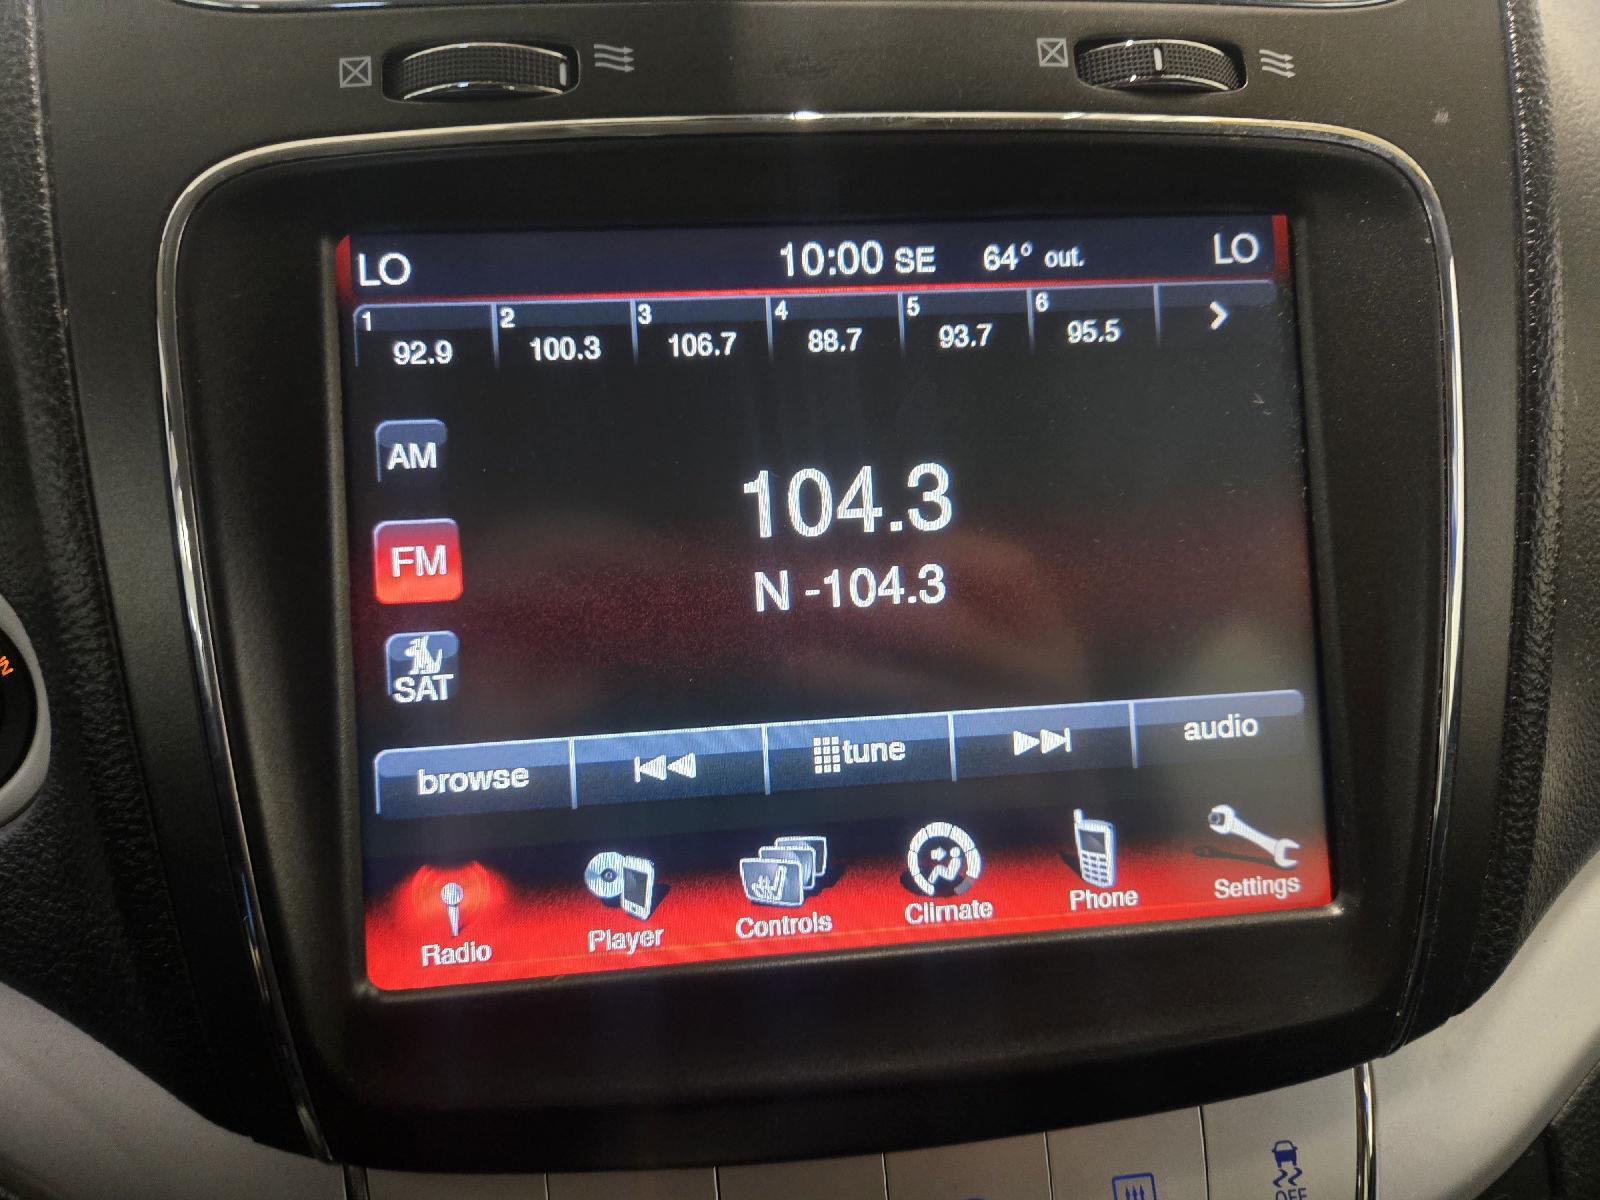 LO 10:00 SE 64° out. LO
1 2 3 4 5 6
92.9 100.3 106.7 88.7 93.7 95.5
AM
104.3
FM
N -104.3
SAT
browse tune audio
Radio Player Controls Climate Phone Settings
OFF